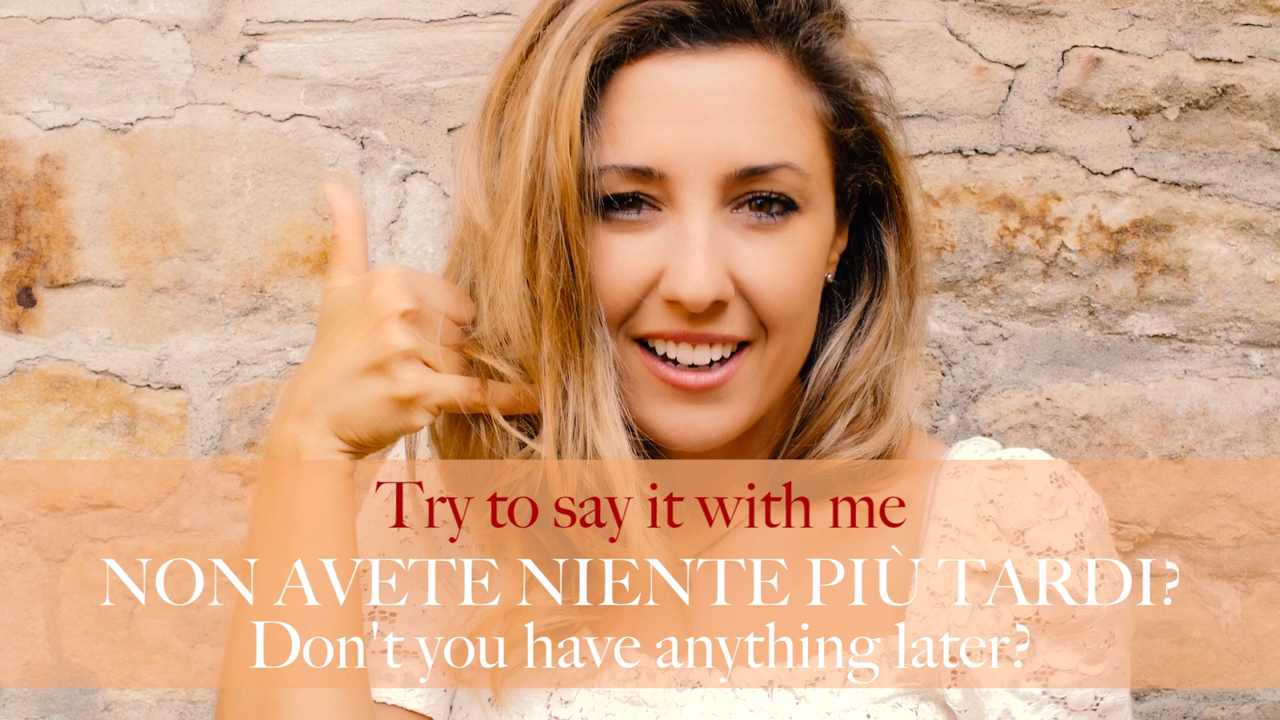 Try to say it with me
NON AVETE NIENTE PIÙ TARDI?
Don't you have anything later?